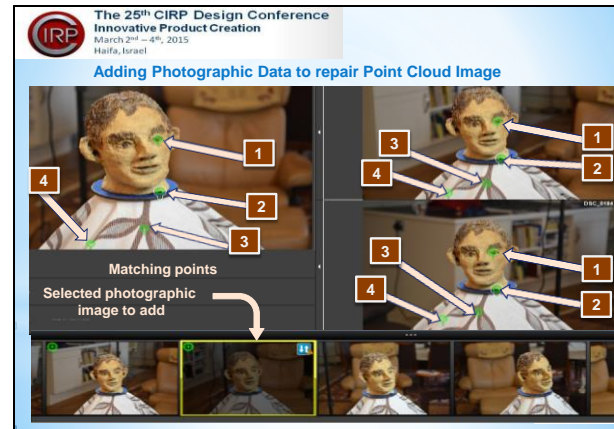 CIRP
The 25th CIRP Design Conference
Innovative Product Creation
March 2nd – 4th, 2015
Haifa, Israel
Adding Photographic Data to repair Point Cloud Image
1
2
3
4
Matching points
Selected photographic
image to add
1
2
3
4
DSC_0184
1
2
3
4